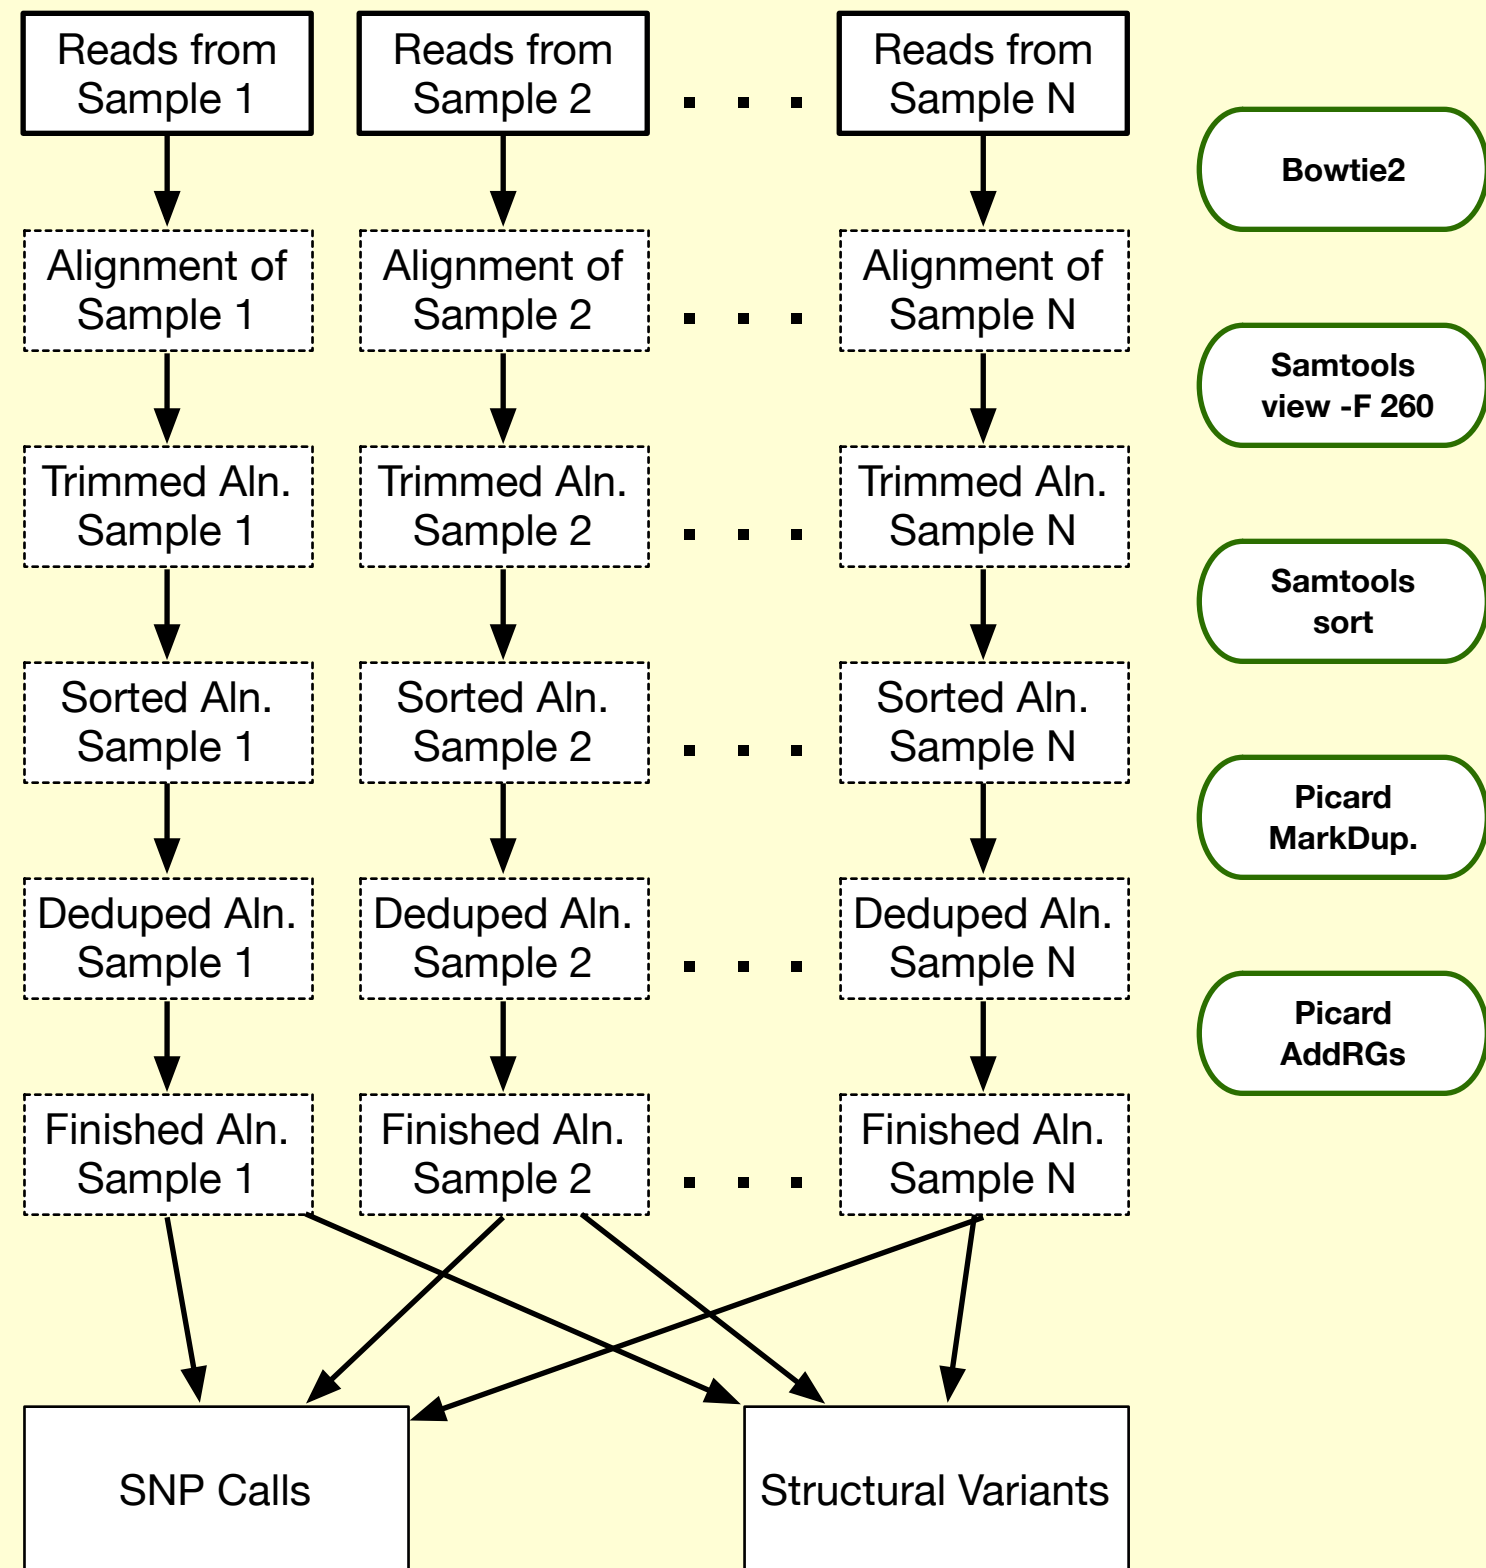 Reads from
Sample 1
Reads from
Sample 2
Reads from
Sample N
Bowtie2
Alignment of
Sample 1
Alignment of
Sample 2
Alignment of
Sample N
Samtools
view -F 260
Trimmed Aln.
Sample 1
Trimmed Aln.
Sample 2
Trimmed Aln.
Sample N
Samtools
sort
Sorted Aln.
Sample 1
Sorted Aln.
Sample 2
Sorted Aln.
Sample N
Picard
MarkDup.
Deduped Aln.
Sample 1
Deduped Aln.
Sample 2
Deduped Aln.
Sample N
Picard
AddRGs
Finished Aln.
Sample 1
Finished Aln.
Sample 2
Finished Aln.
Sample N
SNP Calls
Structural Variants